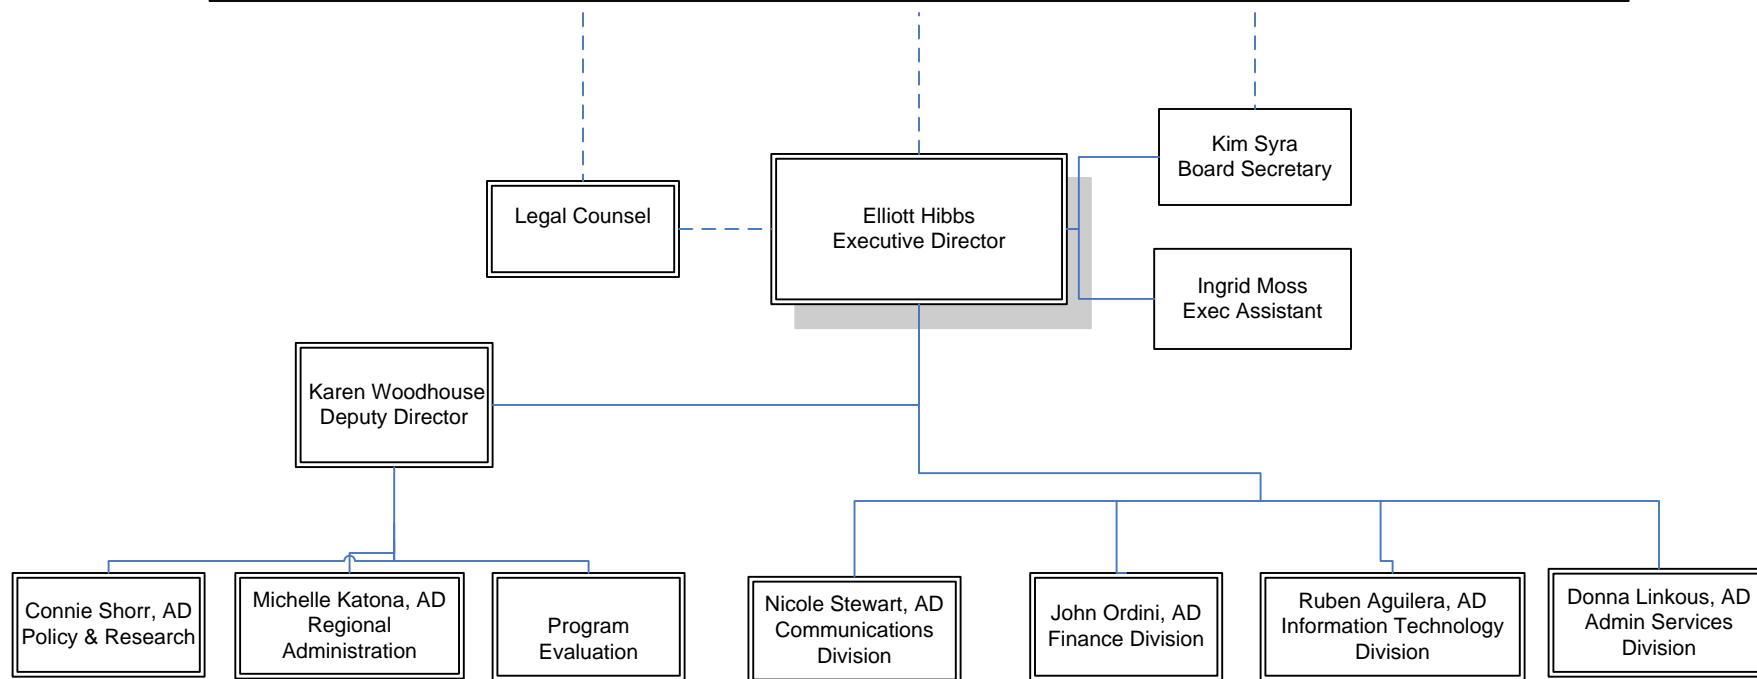 Kim Syra
Board Secretary
Legal Counsel
Elliott Hibbs
Executive Director
Ingrid Moss
Exec Assistant
Karen Woodhouse
Deputy Director
Connie Shorr, AD
Policy & Research
Michelle Katona, AD
Regional
Administration
Program
Evaluation
Nicole Stewart, AD
Communications
Division
John Ordini, AD
Finance Division
Ruben Aguilera, AD
Information Technology
Division
Donna Linkous, AD
Admin Services
Division